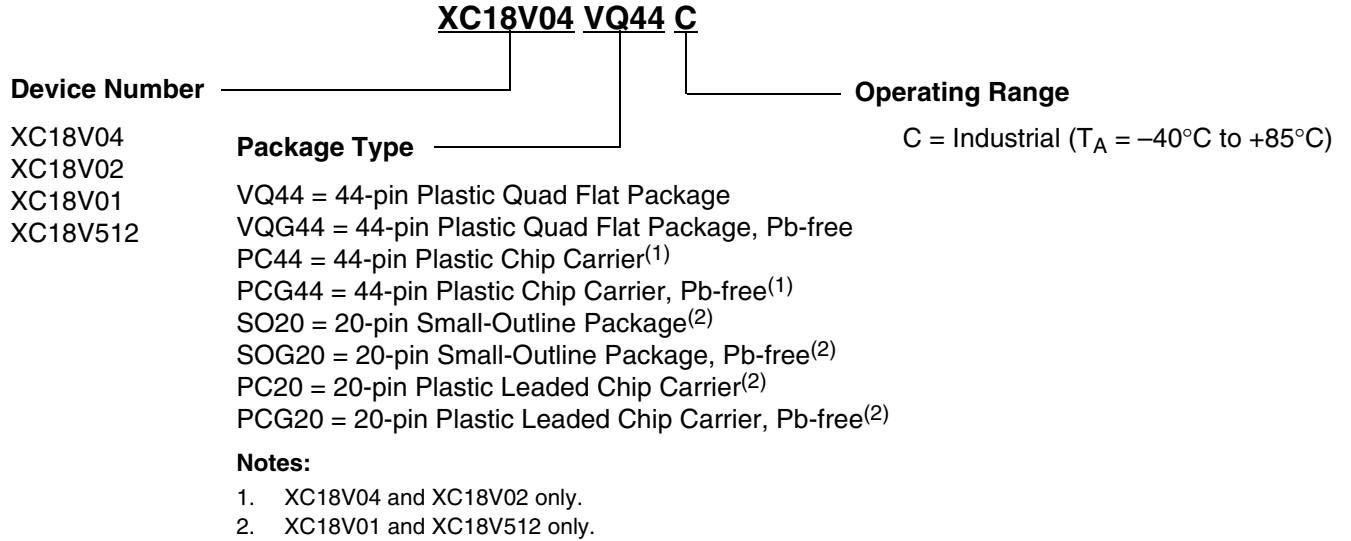 XC18V04 VQ44 C
Device Number
XC18V04
XC18V02
XC18V01
XC18V512
Package Type
VQ44 = 44-pin Plastic Quad Flat Package
VQG44 = 44-pin Plastic Quad Flat Package, Pb-free
PC44 = 44-pin Plastic Chip Carrier(1)
PCG44 = 44-pin Plastic Chip Carrier, Pb-free(1)
SO20 = 20-pin Small-Outline Package(2)
SOG20 = 20-pin Small-Outline Package, Pb-free(2)
PC20 = 20-pin Plastic Leaded Chip Carrier(2)
PCG20 = 20-pin Plastic Leaded Chip Carrier, Pb-free(2)
Notes:
1. XC18V04 and XC18V02 only.
2. XC18V01 and XC18V512 only.
Operating Range
C = Industrial (TA = –40°C to +85°C)